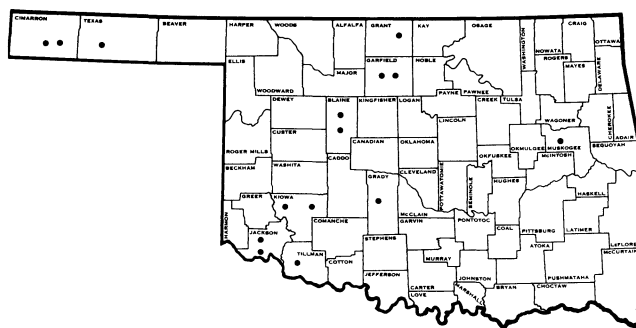 CIMARRON
TEXAS
BEAVER
HARPER
WOODS
ALFALFA
GRANT
KAY
OSAGE
WASHINGTON
NOWATA
CRAIG
OTTAWA
ROGERS
MAYES
DELAWARE
ELLIS
WOODWARD
MAJOR
GARFIELD
NOBLE
PAYNE
PAWNEE
DEWEY
BLAINE
KINGFISHER
LOGAN
CREEK
TULSA
WAGONER
CHEROKEE
ADAIR
LINCOLN
CUSTER
CANADIAN
OKLAHOMA
OKMULGEE
MUSKOGEE
SEQUOYAH
ROGER MILLS
CADDO
OKFUSKEE
MCINTOSH
BECKHAM
WASHITA
GRADY
CLEVELAND
POTTAWATOMIE
SEMINOLE
HUGHES
HASKELL
GREER
KIOWA
HARMON
JACKSON
COMANCHE
MCCLAIN
GARVIN
PONTOTOC
COAL
PITTSBURG
LATIMER
LEFLORE
MCCURTAIN
TILLMAN
COTTON
STEPHENS
MURRAY
ATOKA
JEFFERSON
CARTER
LOVE
JOHNSTON
MARSHALL
BRYAN
PUSHMATAHA
CHOCTAW